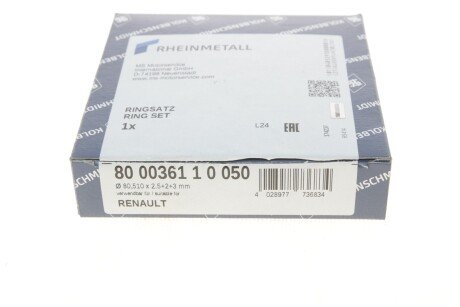 RHEINMETALL
MS Motorservice
International GmbH
D-74196 Neuenstadt
www.ms-motorservice.com
RINGSATZ
RING SET
1x
L24
EAC
80 00361 1 0 050
Ø 80,510 x 2,5+2+3 mm
verwendbar für / suitable for
RENAULT
4 028977 736834
KOLBENSCHMIDT
KOLBENSCHMIDT